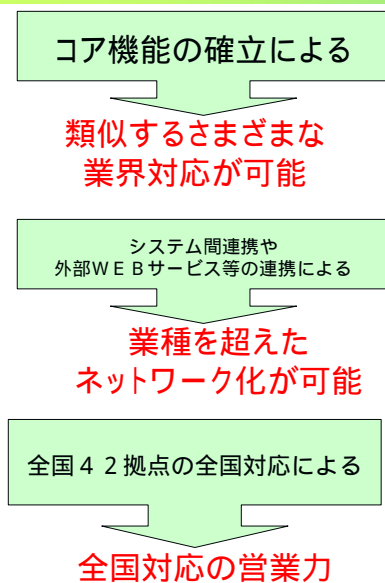 コア機能の確立による
類似するさまざまな
業界対応が可能
システム間連携や
外部ＷＥＢサービス等の連携による
業種を超えた
ネットワーク化が可能
全国４２拠点の全国対応による
全国対応の営業力